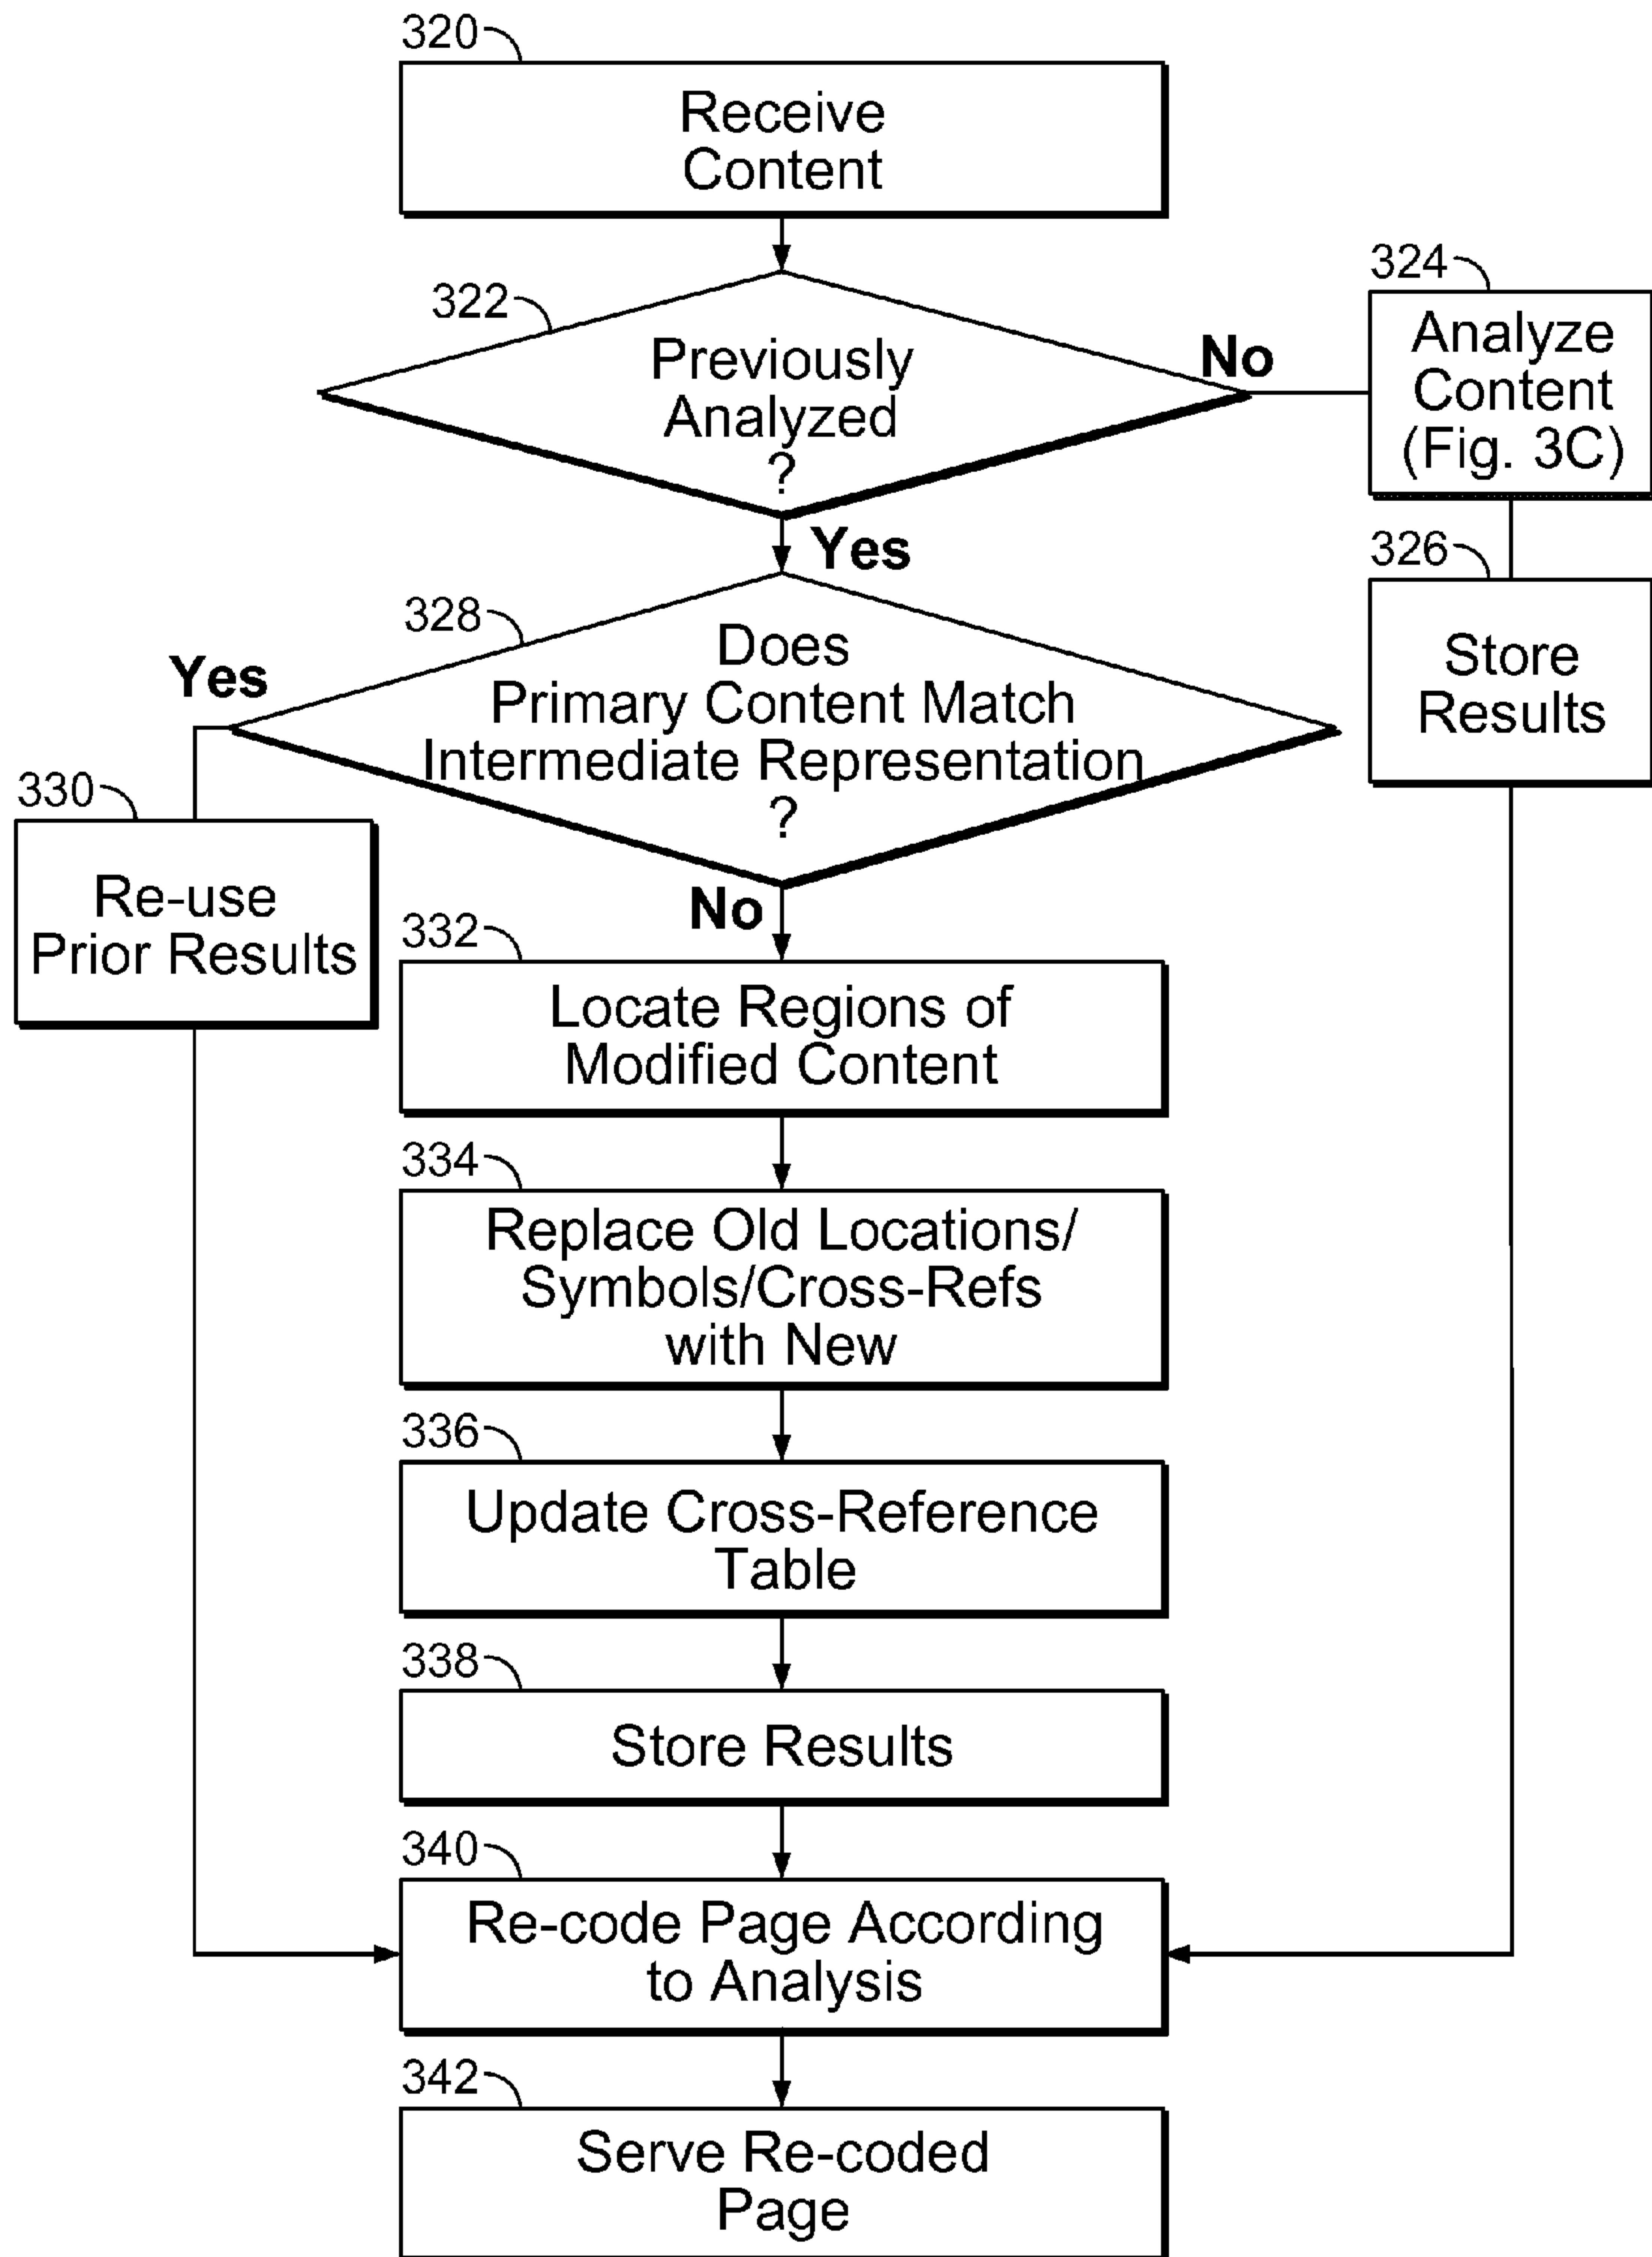 320
Receive
Content
322
Previously
Analyzed
?
No
324
Analyze
Content
(Fig. 3C)
Yes
326
Store
Results
328
Does
Primary Content Match
Intermediate Representation
?
Yes
330
Re-use
Prior Results
No
332
Locate Regions of
Modified Content
334
Replace Old Locations/
Symbols/Cross-Refs
with New
336
Update Cross-Reference
Table
338
Store Results
340
Re-code Page According
to Analysis
342
Serve Re-coded
Page